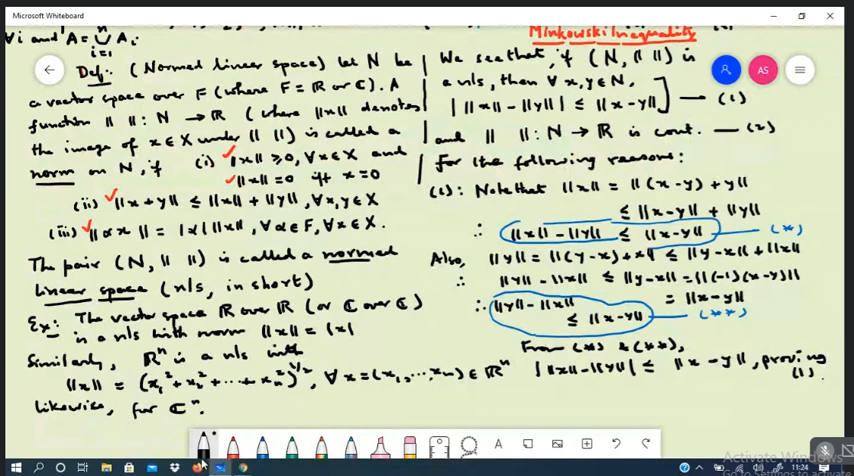 Microsoft Whiteboard
∀i and A = ∪ Aᵢ
n
i=1
Minkowski Inequality
Def: (Normed linear space) let N be
a vector space over F (where F = ℝ or ℂ). A
function || || : N → ℝ (where ||x|| denotes
the image of x ∈ X under || ||) is called a
norm on N, if (i) ||x|| ≥ 0, ∀x∈X and
||x|| = 0 iff x = 0
(ii) ||x + y|| ≤ ||x|| + ||y||, ∀x,y∈X
(iii) ||αx|| = |α| ||x||, ∀α∈F, ∀x∈X.
The pair (N, || ||) is called a normed
linear space (nls, in short)
Ex: The vector space ℝ over ℝ (or ℂ over ℂ)
is a nls with norm ||x|| = |x|
Similarly, ℝⁿ is a nls with
||x|| = (x₁² + x₂² + ··· + xₙ²)^1/2, ∀ x = (x₁, ···, xₙ) ∈ ℝⁿ
likewise, for ℂⁿ.
We see that, if (N, || ||) is
a nls, then ∀ x, y ∈ N,
| ||x|| - ||y|| | ≤ ||x - y|| — (1)
and || || : N → ℝ is cont. — (2)
For the following reasons:
(1): Note that ||x|| = ||(x - y) + y||
≤ ||x - y|| + ||y||
∴ ||x|| - ||y|| ≤ ||x - y|| — (*)
Also, ||y|| = ||(y - x) + x|| ≤ ||y - x|| + ||x||
∴ ||y|| - ||x|| ≤ ||y - x|| = ||(-1)(x - y)||
= ||x - y||
∴ ||y|| - ||x||
≤ ||x - y|| — (**)
From (*) & (**),
| ||x|| - ||y|| | ≤ ||x - y||, proving
(1).
AS
Activate Windows
Go to Settings to activate
11:24